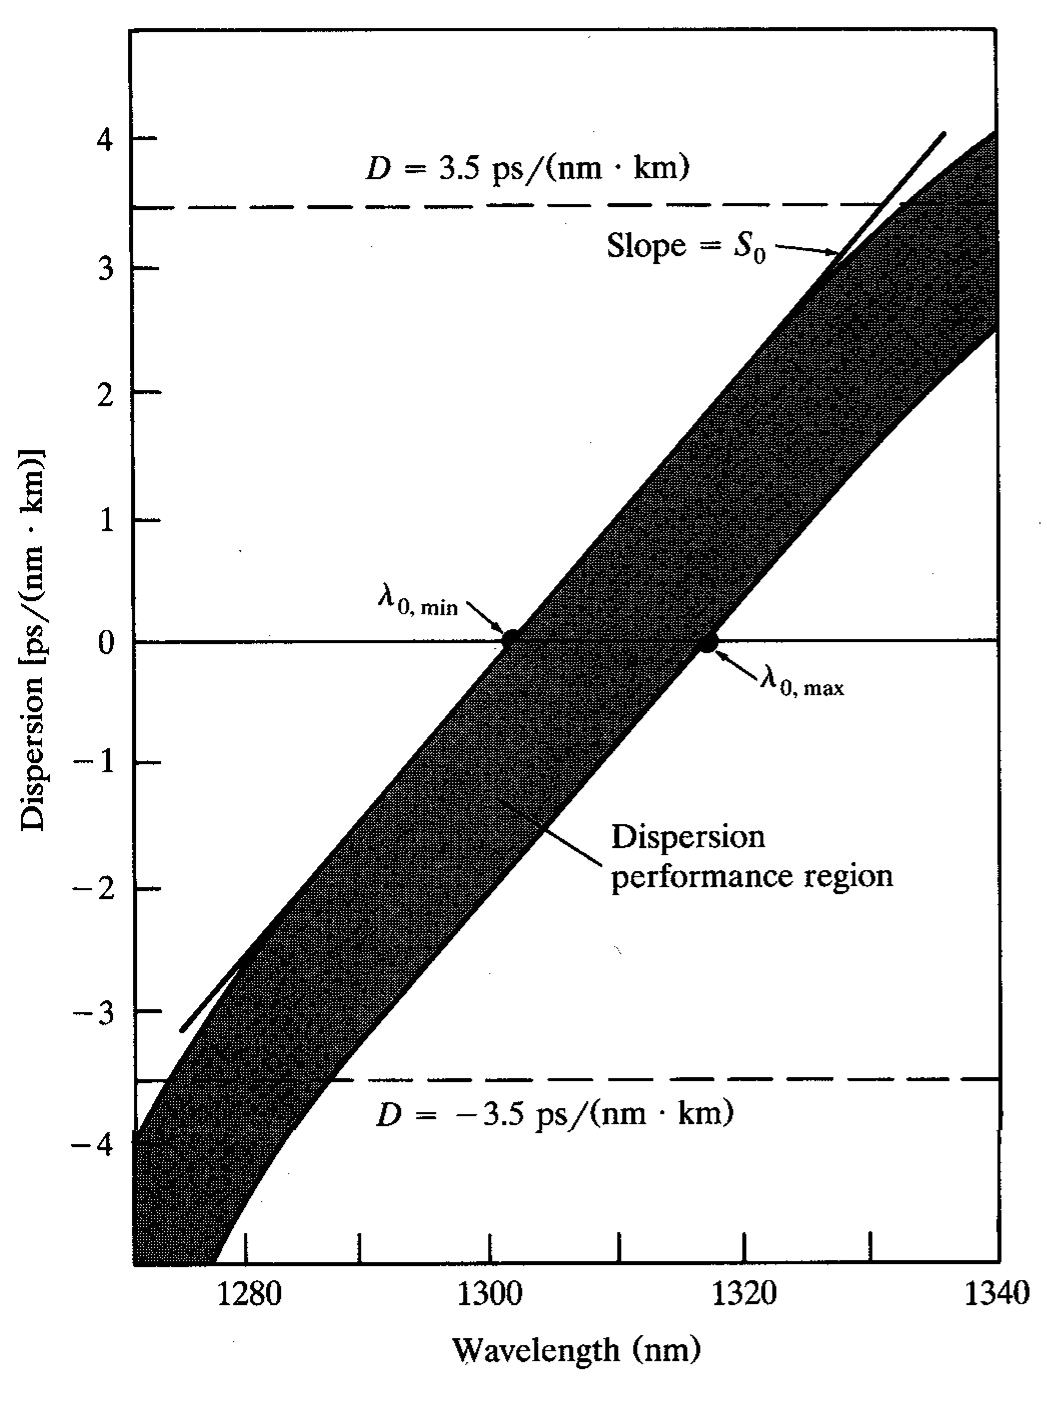 4
D = 3.5 ps/(nm · km)
Slope = S₀
3
2
1
λ₀, min
0
λ₀, max
−1
Dispersion
performance region
−2
−3
D = −3.5 ps/(nm · km)
−4
Dispersion [ps/(nm · km)]
1280 1300 1320 1340
Wavelength (nm)